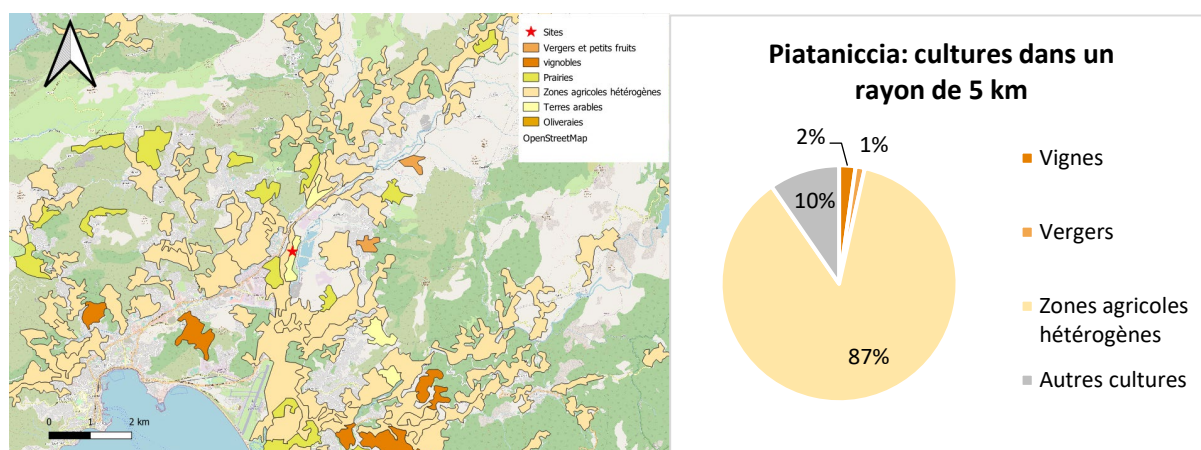 Sites
Vergers et petits fruits
vignobles
Prairies
Zones agricoles hétérogènes
Terres arables
Oliveraies
OpenStreetMap
0 1 2 km
Piataniccia: cultures dans un
rayon de 5 km
2%
1%
10%
87%
Vignes
Vergers
Zones agricoles
hétérogènes
Autres cultures